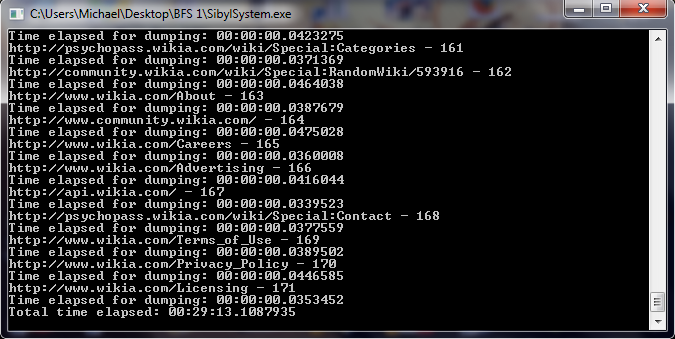 C:\Users\Michael\Desktop\BFS 1\SibylSystem.exe
Time elapsed for dumping: 00:00:00.0423275
http://psychopass.wikia.com/wiki/Special:Categories - 161
Time elapsed for dumping: 00:00:00.0371369
http://community.wikia.com/wiki/Special:RandomWiki/593916 - 162
Time elapsed for dumping: 00:00:00.0464038
http://www.wikia.com/About - 163
Time elapsed for dumping: 00:00:00.0387679
http://www.community.wikia.com/ - 164
Time elapsed for dumping: 00:00:00.0475028
http://www.wikia.com/Careers - 165
Time elapsed for dumping: 00:00:00.0360008
http://www.wikia.com/Advertising - 166
Time elapsed for dumping: 00:00:00.0416044
http://api.wikia.com/ - 167
Time elapsed for dumping: 00:00:00.0339523
http://psychopass.wikia.com/wiki/Special:Contact - 168
Time elapsed for dumping: 00:00:00.0377559
http://www.wikia.com/Terms_of_Use - 169
Time elapsed for dumping: 00:00:00.0389502
http://www.wikia.com/Privacy_Policy - 170
Time elapsed for dumping: 00:00:00.0446585
http://www.wikia.com/Licensing - 171
Time elapsed for dumping: 00:00:00.0353452
Total time elapsed: 00:29:13.1087935